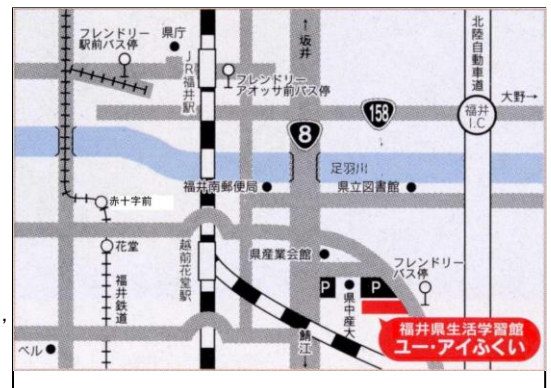 フレンドリー
駅前バス停
県庁
JR福井駅
フレンドリー
アオッサ前バス停
↑坂井
8
158
北陸自動車道
福井
I.C
大野→
足羽川
福井南郵便局
県立図書館
赤十字前
花堂
福井鉄道
越前花堂駅
県産業会館
フレンドリー
バス停
P
県中産大
P
鯖江↓
ベル
福井県生活学習館
ユー・アイふくい
,